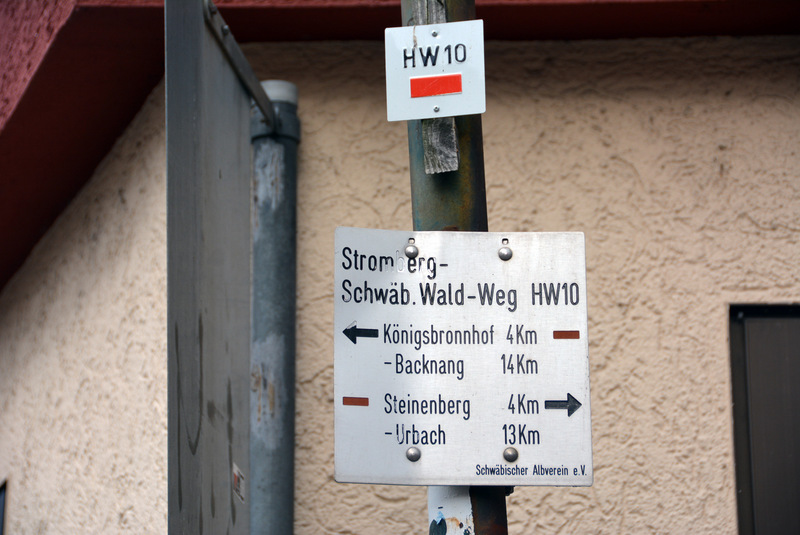 HW10
Stromberg-
Schwäb. Wald-Weg HW10
Königsbronnhof 4Km
-Backnang 14Km
Steinenberg 4Km
-Urbach 13Km
Schwäbischer Albverein e.V.